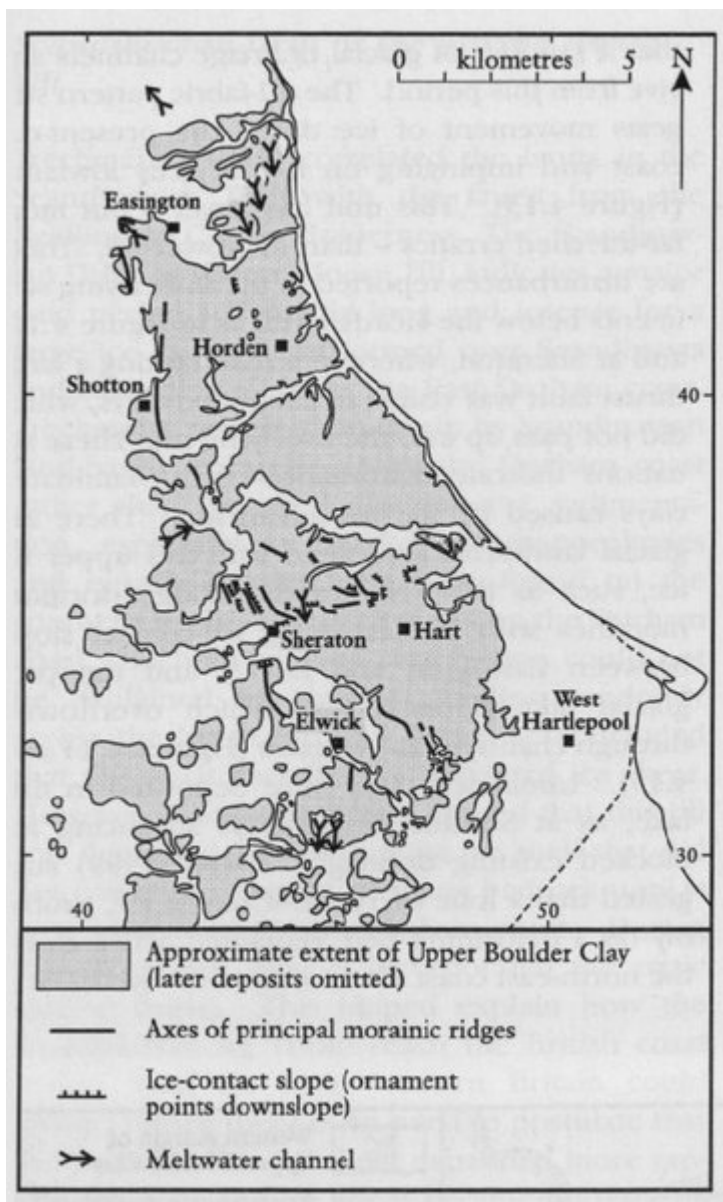 0 kilometres 5 N
Easington
Horden
Shotton
40
Sheraton
Hart
West
Hartlepool
Elwick
30
40
50
Approximate extent of Upper Boulder Clay
(later deposits omitted)
Axes of principal morainic ridges
Ice-contact slope (ornament
points downslope)
Meltwater channel